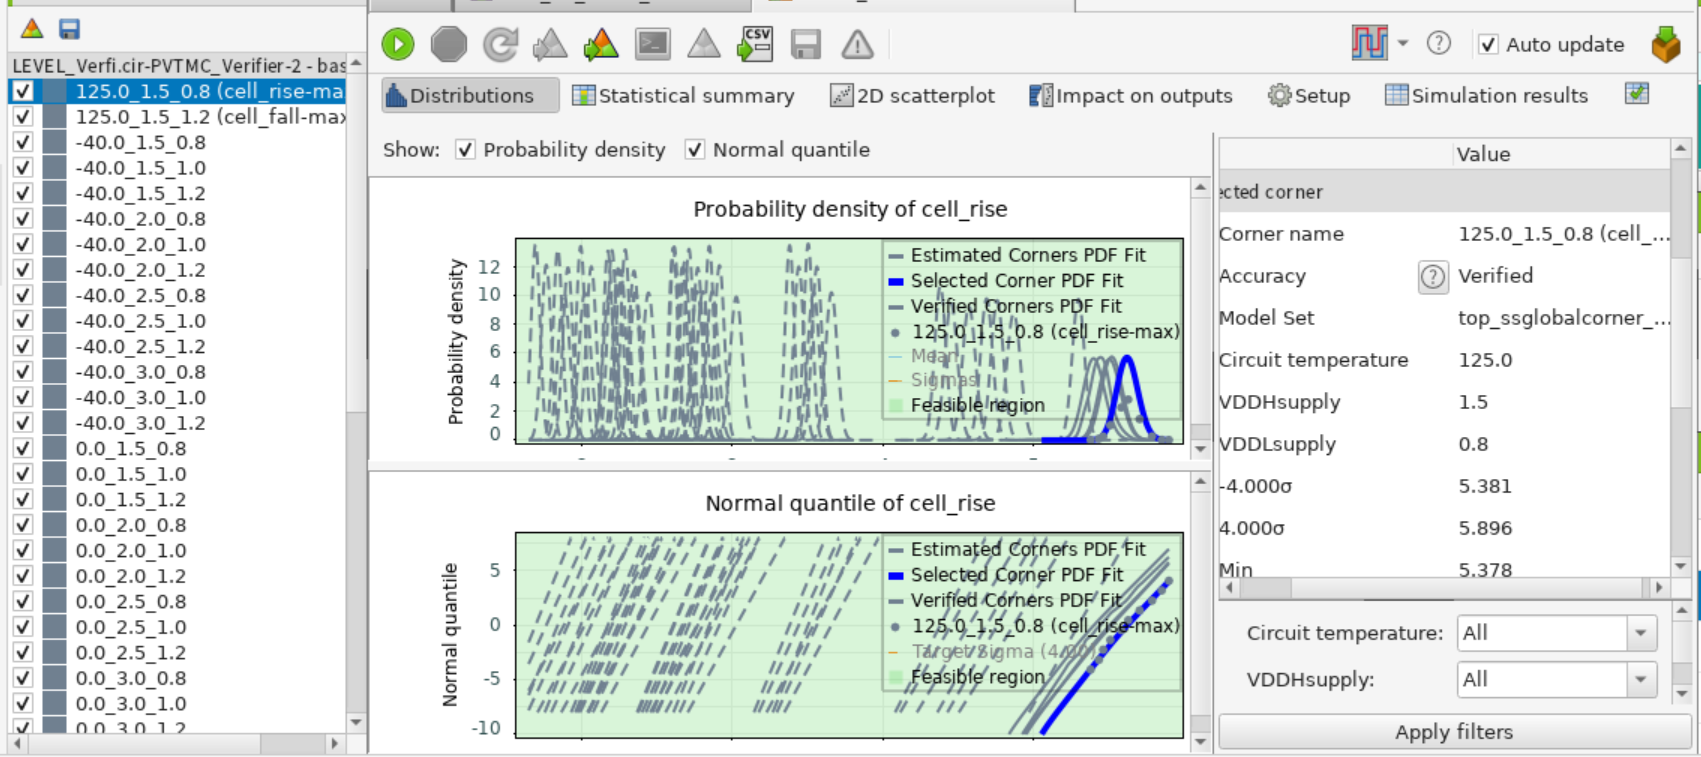 LEVEL_Verfi.cir-PVTMC_Verifier-2 - bas
125.0_1.5_0.8 (cell_rise-ma
125.0_1.5_1.2 (cell_fall-max
-40.0_1.5_0.8
-40.0_1.5_1.0
-40.0_1.5_1.2
-40.0_2.0_0.8
-40.0_2.0_1.0
-40.0_2.0_1.2
-40.0_2.5_0.8
-40.0_2.5_1.0
-40.0_2.5_1.2
-40.0_3.0_0.8
-40.0_3.0_1.0
-40.0_3.0_1.2
0.0_1.5_0.8
0.0_1.5_1.0
0.0_1.5_1.2
0.0_2.0_0.8
0.0_2.0_1.0
0.0_2.0_1.2
0.0_2.5_0.8
0.0_2.5_1.0
0.0_2.5_1.2
0.0_3.0_0.8
0.0_3.0_1.0
0.0_3.0_1.2
CSV
Auto update
Distributions Statistical summary 2D scatterplot Impact on outputs Setup Simulation results
Show: Probability density Normal quantile
Probability density of cell_rise
Probability density
12
10
8
6
4
2
0
Estimated Corners PDF Fit
Selected Corner PDF Fit
Verified Corners PDF Fit
125.0_1.5_0.8 (cell_rise-max)
Mean
Sigmas
Feasible region
Normal quantile of cell_rise
Normal quantile
5
0
-5
-10
Estimated Corners PDF Fit
Selected Corner PDF Fit
Verified Corners PDF Fit
125.0_1.5_0.8 (cell_rise-max)
Target Sigma (4.00)
Feasible region
Value
ected corner
Corner name 125.0_1.5_0.8 (cell_...
Accuracy ? Verified
Model Set top_ssglobalcorner_...
Circuit temperature 125.0
VDDHsupply 1.5
VDDLsupply 0.8
-4.000σ 5.381
4.000σ 5.896
Min 5.378
Circuit temperature: All
VDDHsupply: All
Apply filters